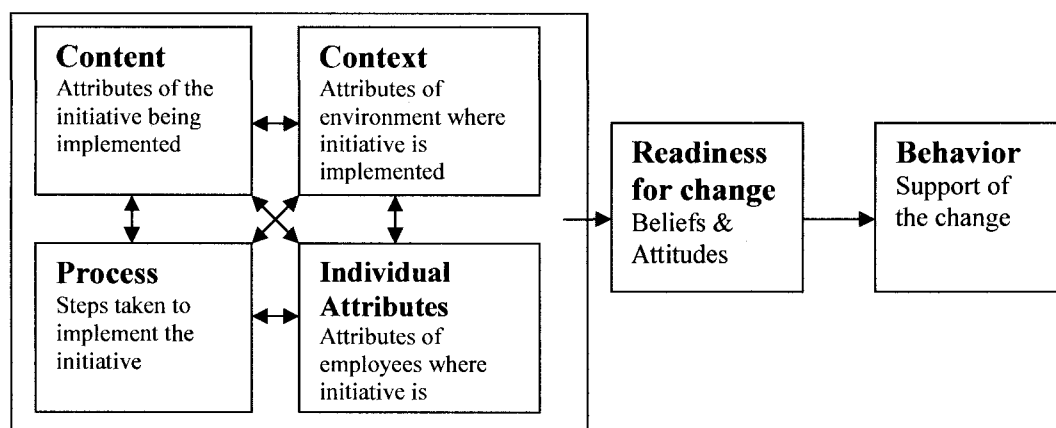 Content
Attributes of the
initiative being
implemented
Context
Attributes of
environment where
initiative is
implemented
Process
Steps taken to
implement the
initiative
Individual
Attributes
Attributes of
employees where
initiative is
Readiness
for change
Beliefs &
Attitudes
Behavior
Support of
the change